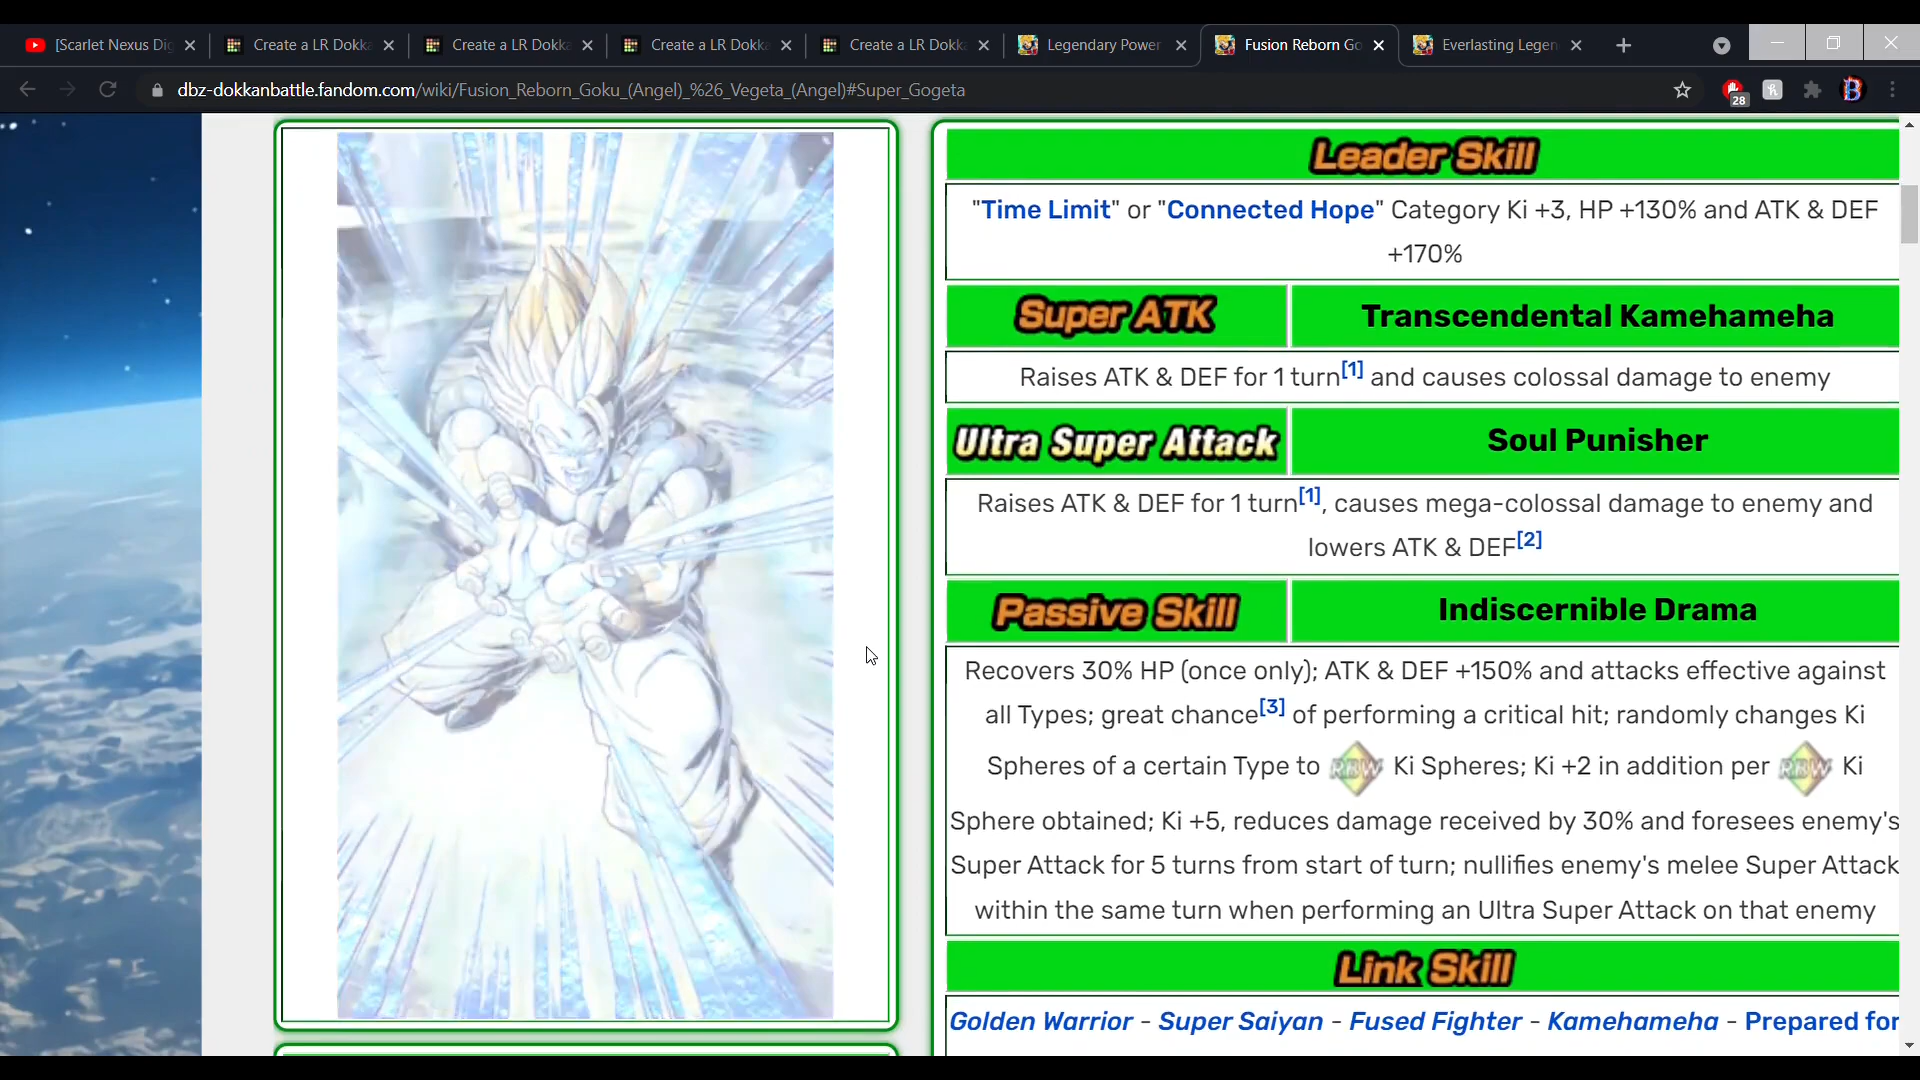 [Scarlet Nexus Dig
Create a LR Dokka
Create a LR Dokka
Create a LR Dokka
Create a LR Dokka
Legendary Power
Fusion Reborn Go
Everlasting Legen
dbz-dokkanbattle.fandom.com/wiki/Fusion_Reborn_Goku_(Angel)_%26_Vegeta_(Angel)#Super_Gogeta
28
Leader Skill
"Time Limit" or "Connected Hope" Category Ki +3, HP +130% and ATK & DEF
+170%
Super ATK
Transcendental Kamehameha
Raises ATK & DEF for 1 turn[1] and causes colossal damage to enemy
Ultra Super Attack
Soul Punisher
Raises ATK & DEF for 1 turn[1], causes mega-colossal damage to enemy and
lowers ATK & DEF[2]
Passive Skill
Indiscernible Drama
Recovers 30% HP (once only); ATK & DEF +150% and attacks effective against
all Types; great chance[3] of performing a critical hit; randomly changes Ki
Spheres of a certain Type to RBW Ki Spheres; Ki +2 in addition per RBW Ki
Sphere obtained; Ki +5, reduces damage received by 30% and foresees enemy's
Super Attack for 5 turns from start of turn; nullifies enemy's melee Super Attack
within the same turn when performing an Ultra Super Attack on that enemy
Link Skill
Golden Warrior - Super Saiyan - Fused Fighter - Kamehameha - Prepared for